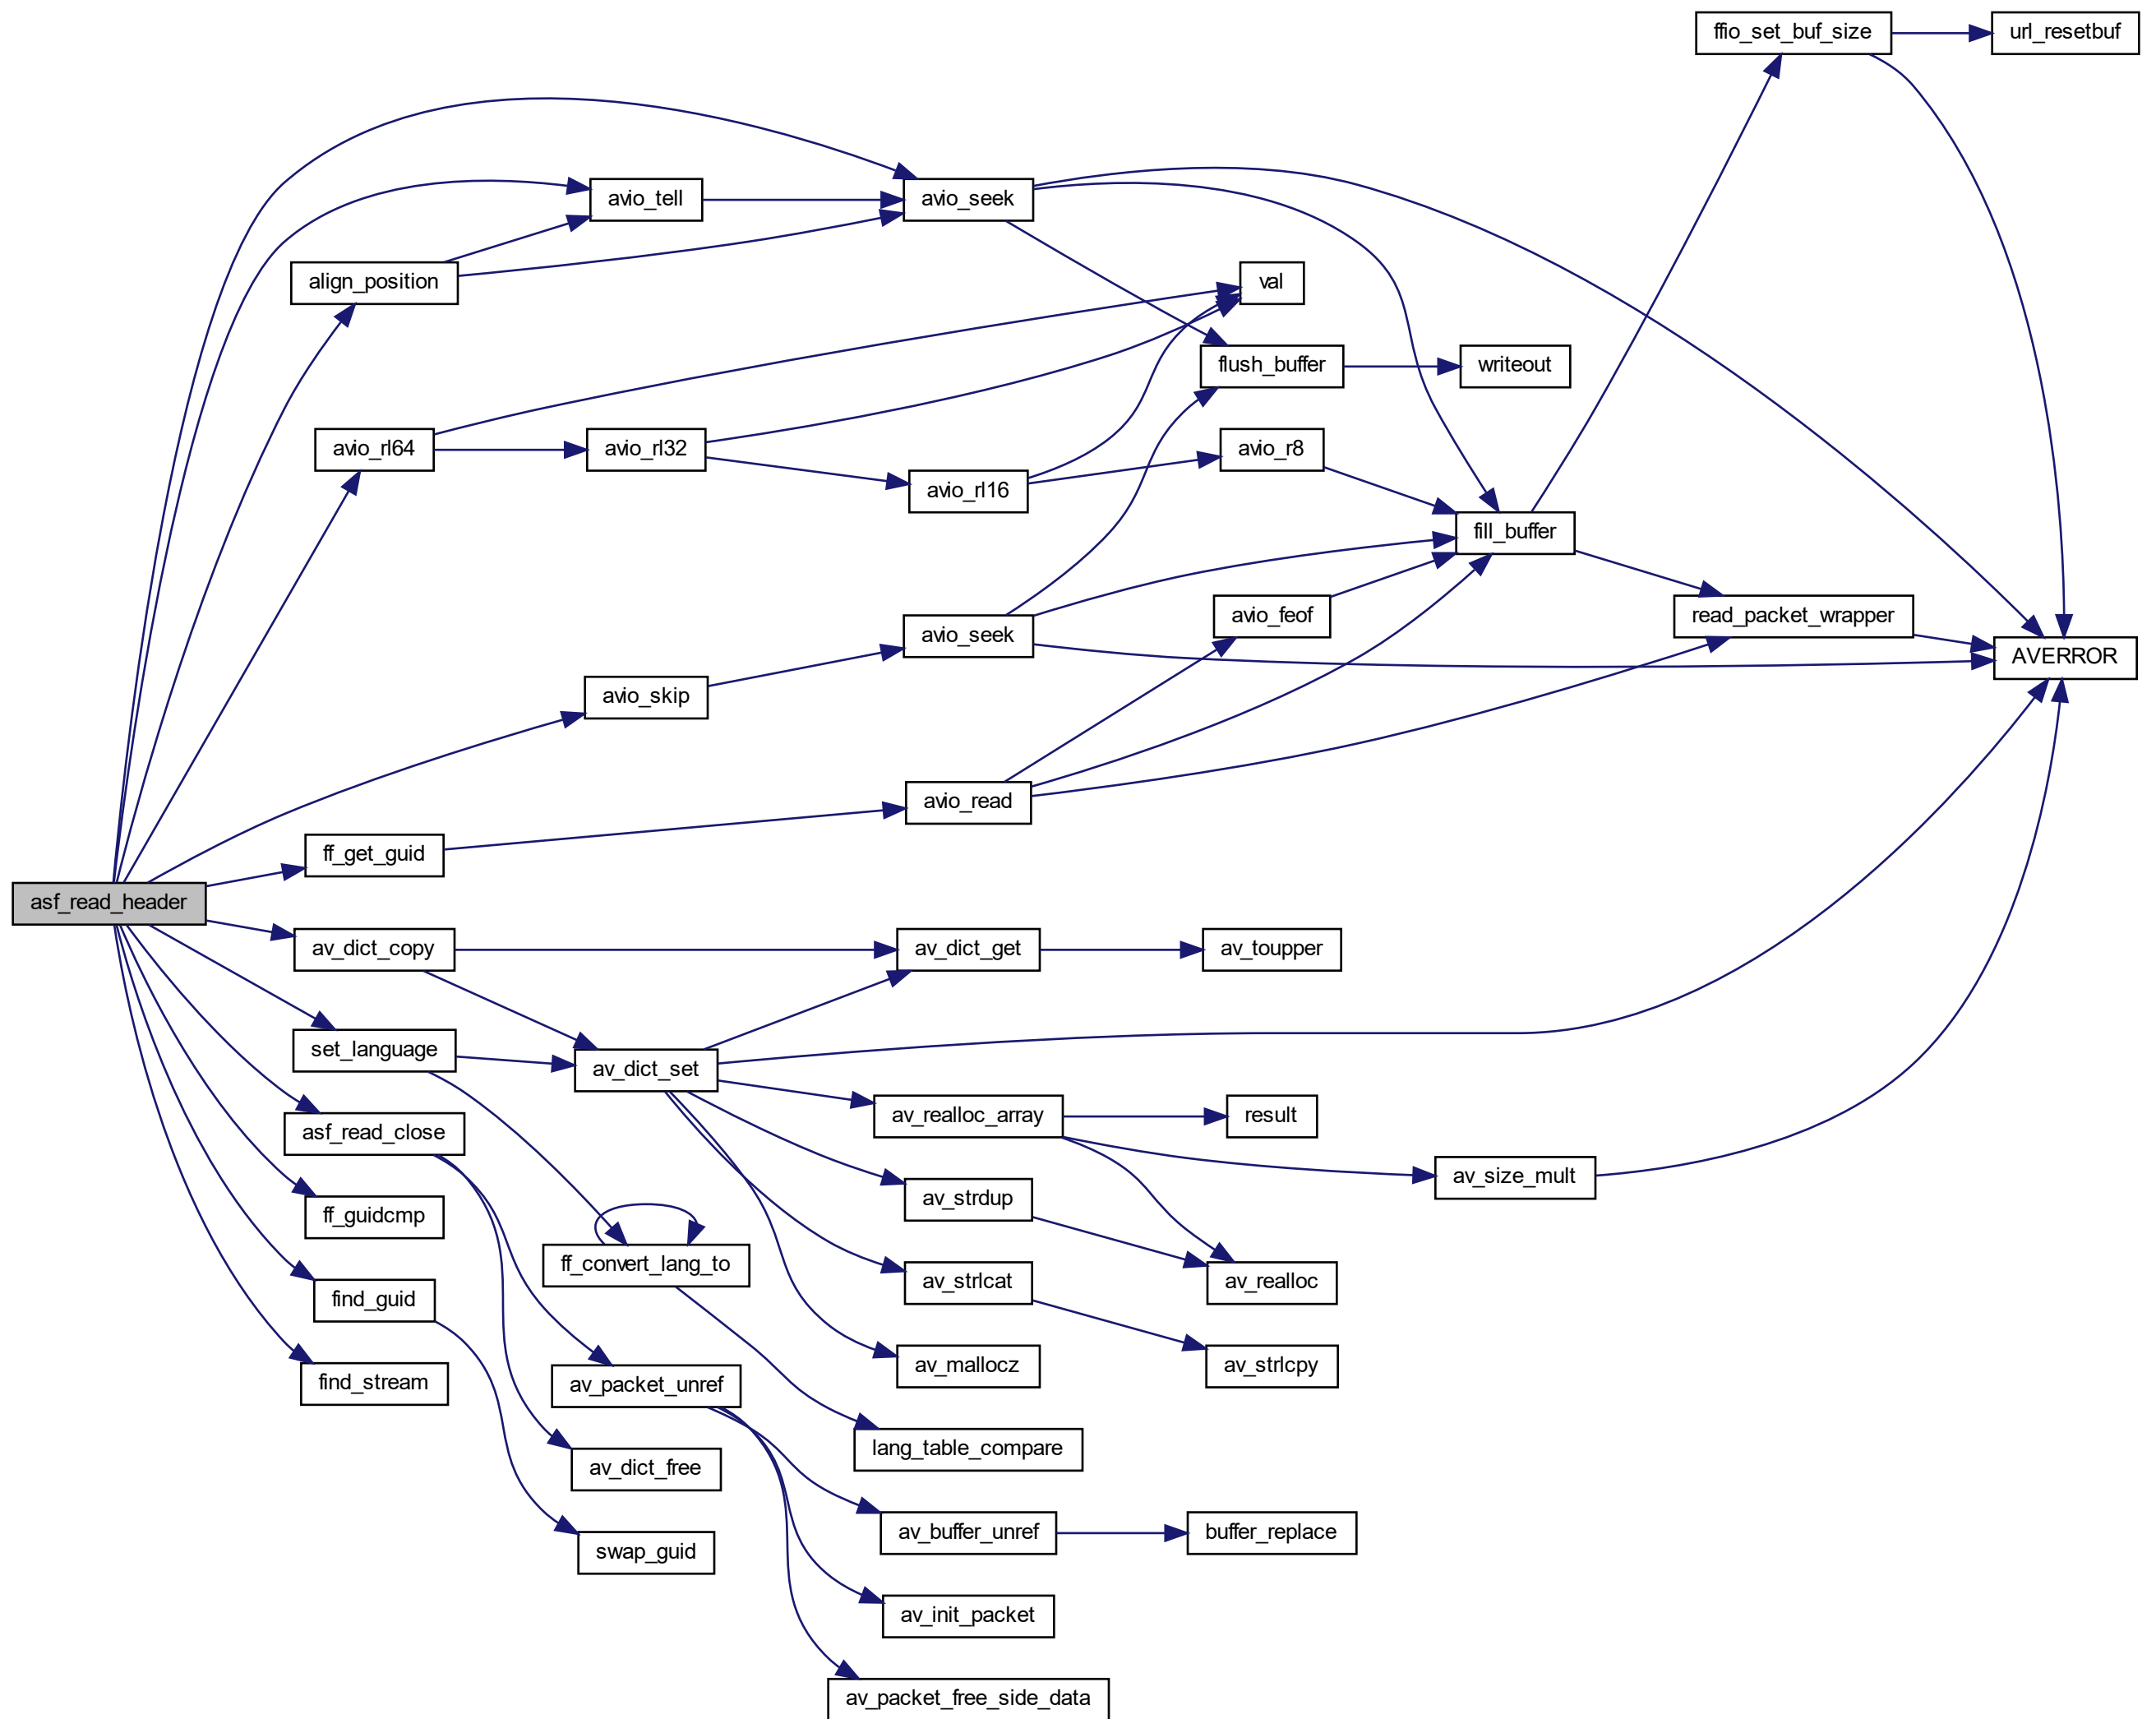 ffio_set_buf_size
url_resetbuf
avio_tell
avio_seek
align_position
val
flush_buffer
writeout
avio_rl64
avio_rl32
avio_r8
avio_rl16
fill_buffer
avio_feof
read_packet_wrapper
avio_seek
AVERROR
avio_skip
avio_read
ff_get_guid
asf_read_header
av_dict_copy
av_dict_get
av_toupper
set_language
av_dict_set
av_realloc_array
result
asf_read_close
av_size_mult
av_strdup
ff_guidcmp
ff_convert_lang_to
av_strlcat
av_realloc
find_guid
av_mallocz
av_strlcpy
find_stream
av_packet_unref
lang_table_compare
av_dict_free
av_buffer_unref
buffer_replace
swap_guid
av_init_packet
av_packet_free_side_data